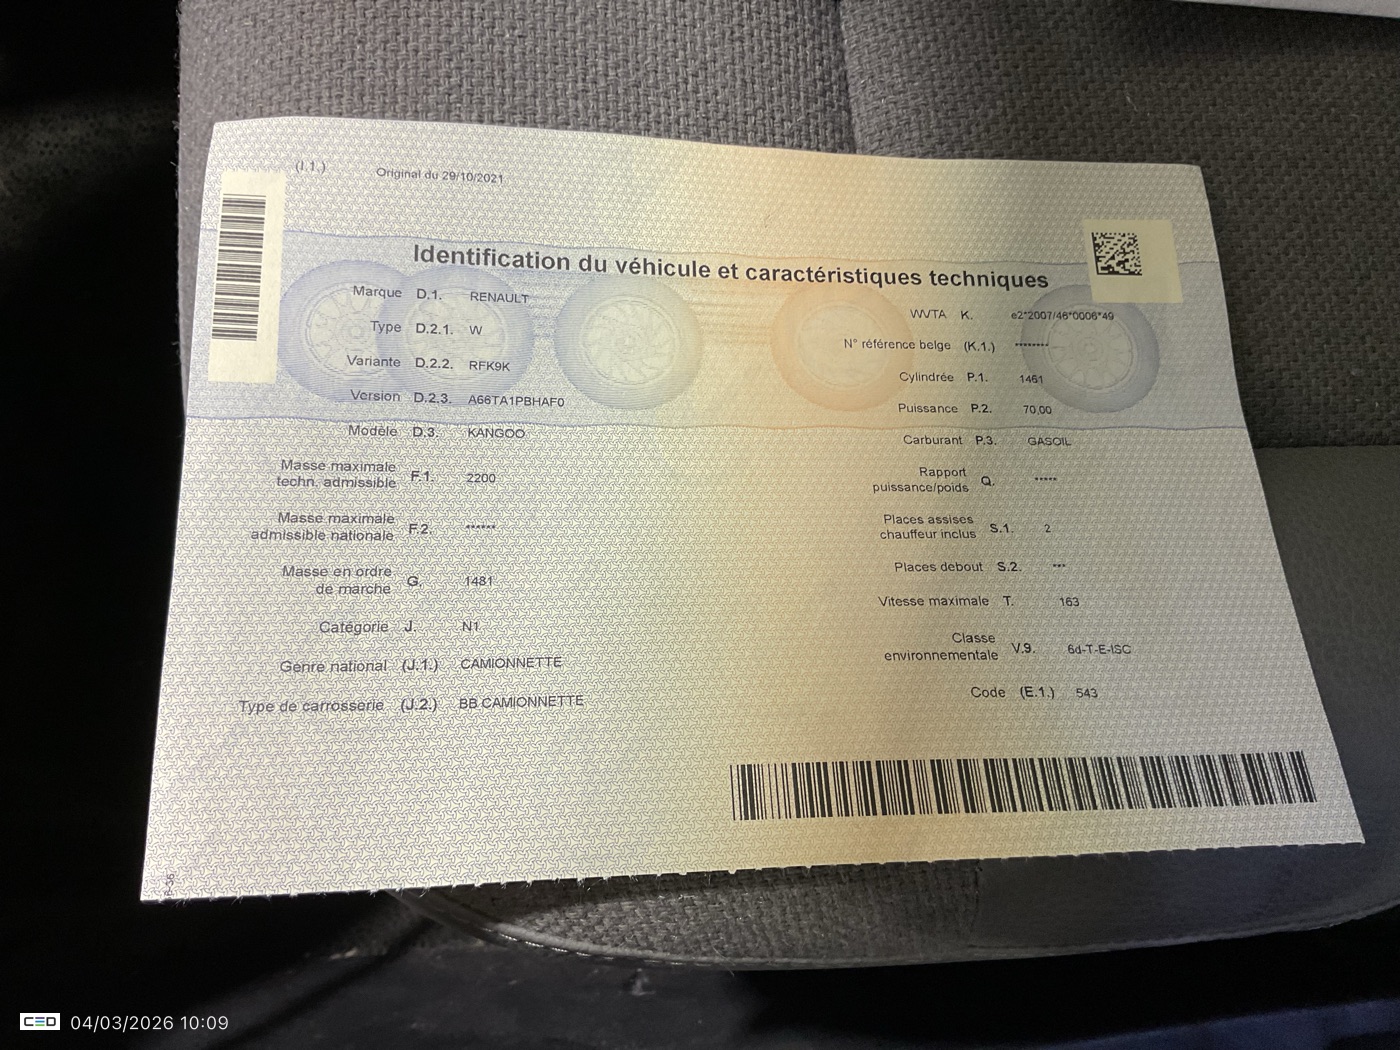 (I.1.) Original du 29/10/2021
Identification du véhicule et caractéristiques techniques
Marque D.1. RENAULT
Type D.2.1. W
Variante D.2.2. RFK9K
Version D.2.3. A66TA1PBHAF0
Modèle D.3. KANGOO
Masse maximale
techn. admissible F.1. 2200
Masse maximale
admissible nationale F.2. ******
Masse en ordre
de marche G. 1481
Catégorie J. N1
Genre national (J.1.) CAMIONNETTE
Type de carrosserie (J.2.) BB CAMIONNETTE
WVTA K. e2*2007/46*0006*49
N° référence belge (K.1.) ********
Cylindrée P.1. 1461
Puissance P.2. 70,00
Carburant P.3. GASOIL
Rapport
puissance/poids Q. *****
Places assises
chauffeur inclus S.1. 2
Places debout S.2. ***
Vitesse maximale T. 163
Classe
environnementale V.9. 6d-T-E-ISC
Code (E.1.) 543
CED 04/03/2026 10:09